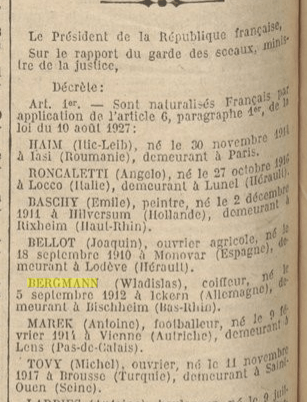 Le Président de la République française,
Sur le rapport du garde des sceaux, minis-
tre de la justice,
Décrète:
Art. 1er. — Sont naturalisés Français par
application de l'article 6, paragraphe 1er, de la
loi du 10 août 1927:
HAIM (Itic-Leib), né le 30 novembre 1911
à Iasi (Roumanie), demeurant à Paris.
RONCALETTI (Angelo), né le 27 octobre
à Locco (Italie), demeurant à Lunel (Hérault).
BASCHY (Emile), peintre, né le 2 décembre
1911 à Hilversum (Hollande), demeurant à
Rixheim (Haut-Rhin).
BELLOT (Joaquin), ouvrier agricole, né le
18 septembre 1910 à Monovar (Espagne), de-
meurant à Lodève (Hérault).
BERGMANN (Wladislas), coiffeur, né le
5 septembre 1912 à Ickern (Allemagne), de-
meurant à Bischheim (Bas-Rhin).
MAREK (Antoine), footballeur, né le 9 fé-
vrier 1914 à Vienne (Autriche), demeurant à
Lens (Pas-de-Calais).
TOVY (Michel), ouvrier, né le 11 novembre
1917 à Brousse (Turquie), demeurant à Saint-
Ouen (Seine).